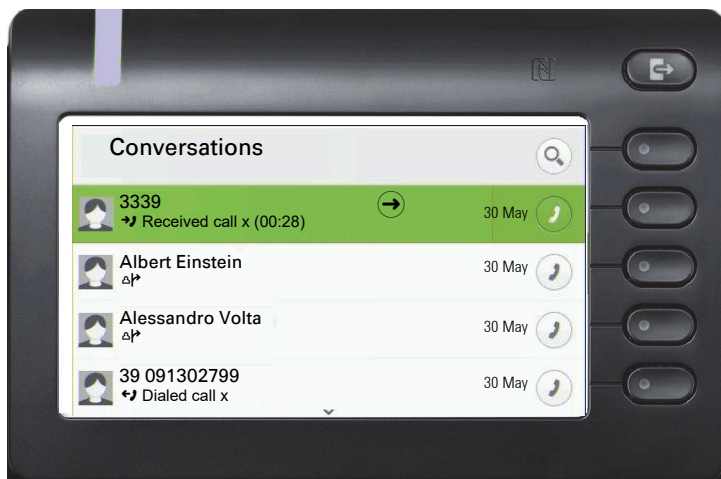 Conversations
3339
30 May
Received call x (00:28)
Albert Einstein
30 May
Alessandro Volta
30 May
39 091302799
30 May
Dialed call x